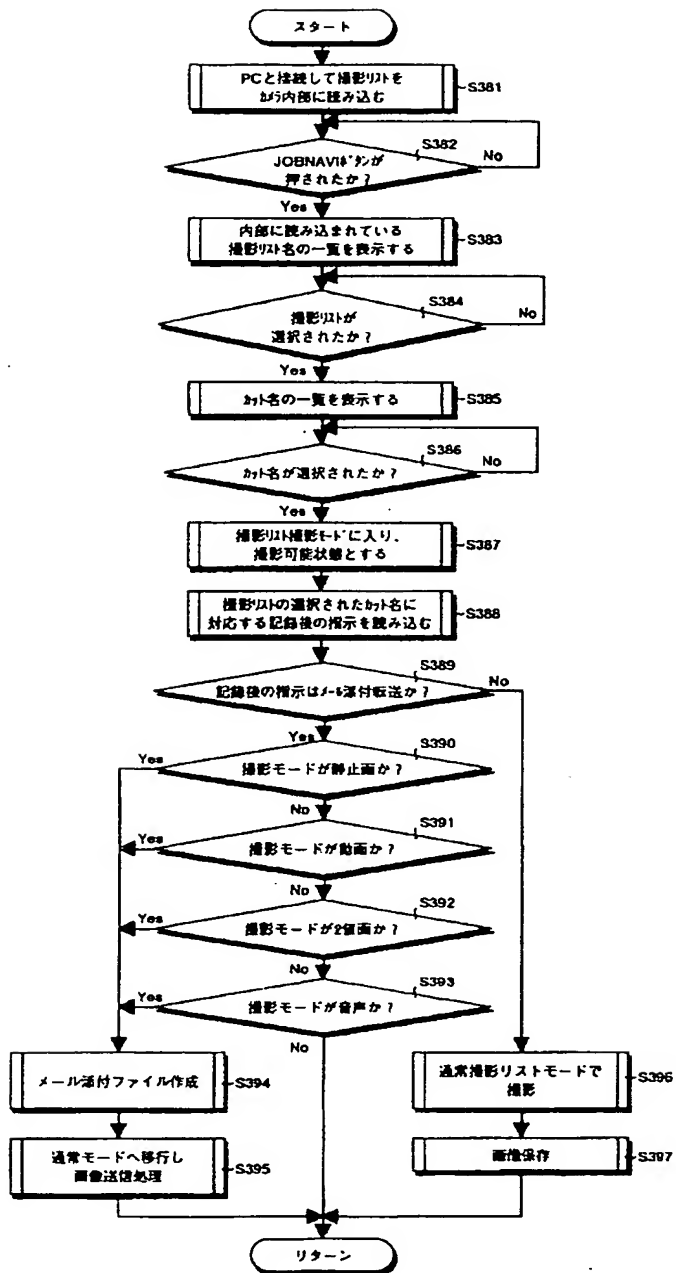 スタート
PCと接続して撮影リストを
カメラ内部に読み込む
S381
S382
JOBNAVIボタンが
押されたか?
No
Yes
内部に読み込まれている
撮影リスト名の一覧を表示する
S383
S384
撮影リストが
選択されたか?
No
Yes
カット名の一覧を表示する
S385
S386
カット名が選択されたか?
No
Yes
撮影リスト撮影モードに入り、
撮影可能状態とする
S387
撮影リストの選択されたカット名に
対応する記録後の指示を読み込む
S388
S389
記録後の指示はメール添付転送か?
No
Yes
S390
Yes
撮影モードが静止画か?
No
S391
Yes
撮影モードが動画か?
No
S392
Yes
撮影モードが2値画か?
No
S393
Yes
撮影モードが音声か?
No
メール添付ファイル作成
S394
通常撮影リストモードで
撮影
S396
通常モードへ移行し
画像送信処理
S395
画像保存
S397
リターン